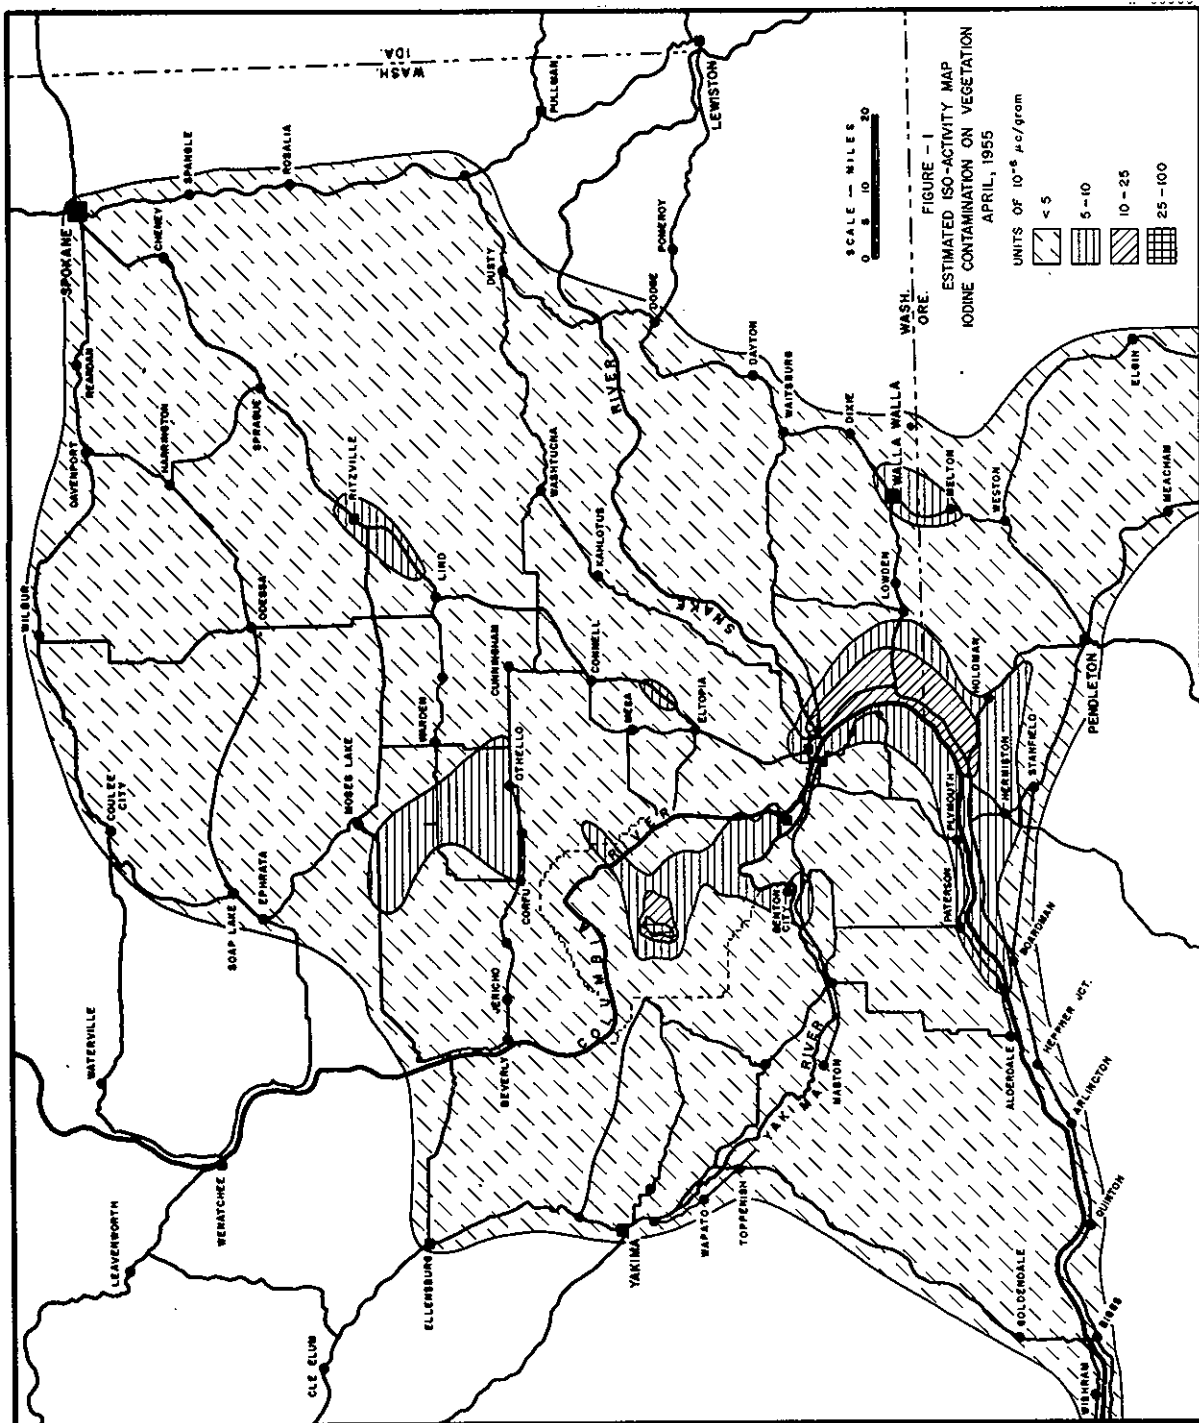 WASH.
IDA.
SPOKANE
SPANGLE
ROSALIA
CHENEY
PULLMAN
LEWISTON
REARDAN
DAVENPORT
HARRINGTON
SPRAGUE
RITZVILLE
DUSTY
POMEROY
DODGE
DAYTON
WAITSBURG
DIXIE
WALLA WALLA
WASHTUCNA
KAHLOTUS
SNAKE
RIVER
WILBUR
ODESSA
LIND
CUNNINGHAM
CONNELL
MESA
ELTOPIA
LOWDEN
MELTON
WESTON
ELGIN
MEACHAM
PENDLETON
HOLDMAN
HERMISTON
STANFIELD
PLYMOUTH
PATERSON
BOARDMAN
COULEE
CITY
SOAP LAKE
EPHRATA
MOSES LAKE
WARDEN
OTHELLO
CORFU
JERICHO
BEVERLY
COLUMBIA
RIVER
BENTON
CITY
WATERVILLE
WENATCHEE
LEAVENWORTH
CLE ELUM
ELLENSBURG
YAKIMA
WAPATO
TOPPENISH
YAKIMA
RIVER
MABTON
ALDERDALE
HEPPNER JCT.
ARLINGTON
QUINTON
GOLDENDALE
BIGGS
WISHRAM
SCALE — MILES
0 5 10 20
WASH.
ORE.
FIGURE - 1
ESTIMATED ISO-ACTIVITY MAP
IODINE CONTAMINATION ON VEGETATION
APRIL, 1955
UNITS OF 10⁻⁶ µc/gram
< 5
5 - 10
10 - 25
25 - 100